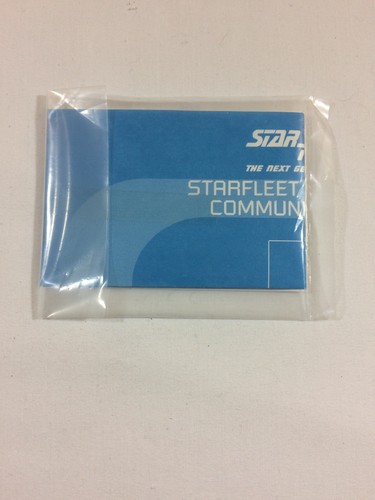 STAR
THE NEXT GE
STARFLEET
COMMUN